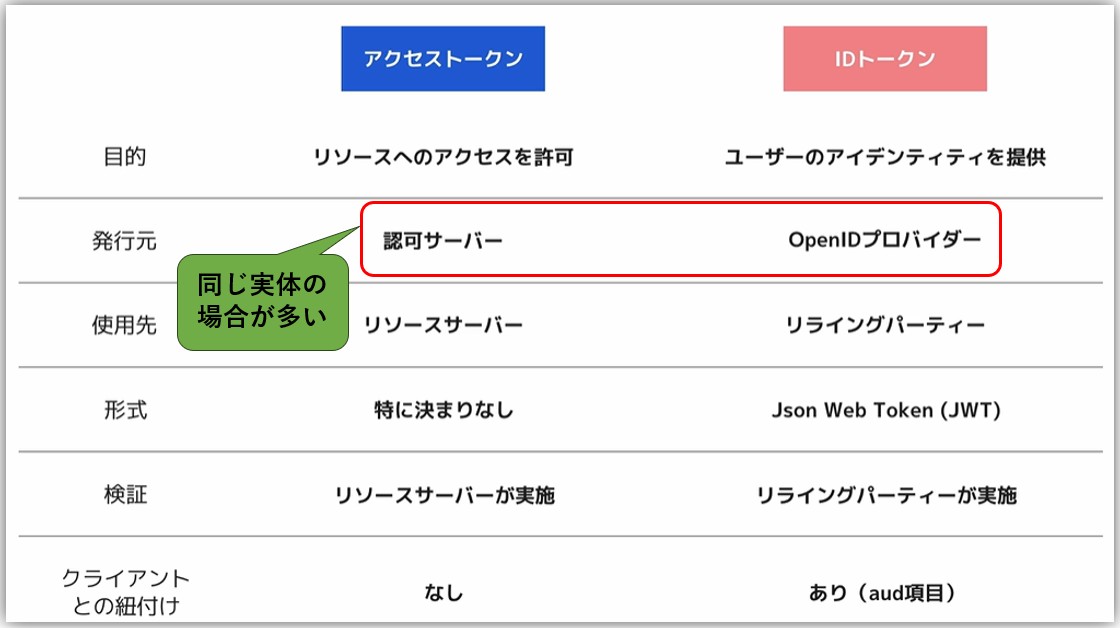 アクセストークン IDトークン
目的 リソースへのアクセスを許可 ユーザーのアイデンティティを提供
発行元 認可サーバー OpenIDプロバイダー
同じ実体の
場合が多い
使用先 リソースサーバー リライングパーティー
形式 特に決まりなし Json Web Token (JWT)
検証 リソースサーバーが実施 リライングパーティーが実施
クライアント
との紐付け なし あり（aud項目）